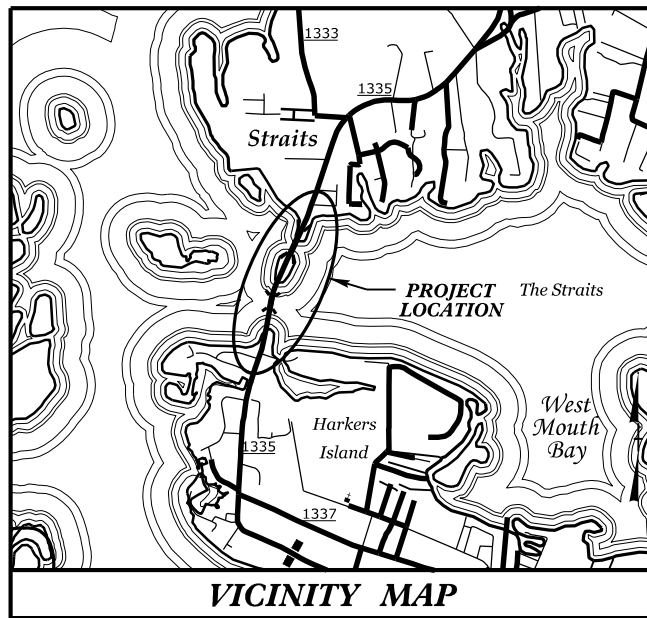 1333
1335
Straits
PROJECT
LOCATION
The Straits
West
Mouth
Bay
Harkers
Island
1335
1337
VICINITY MAP